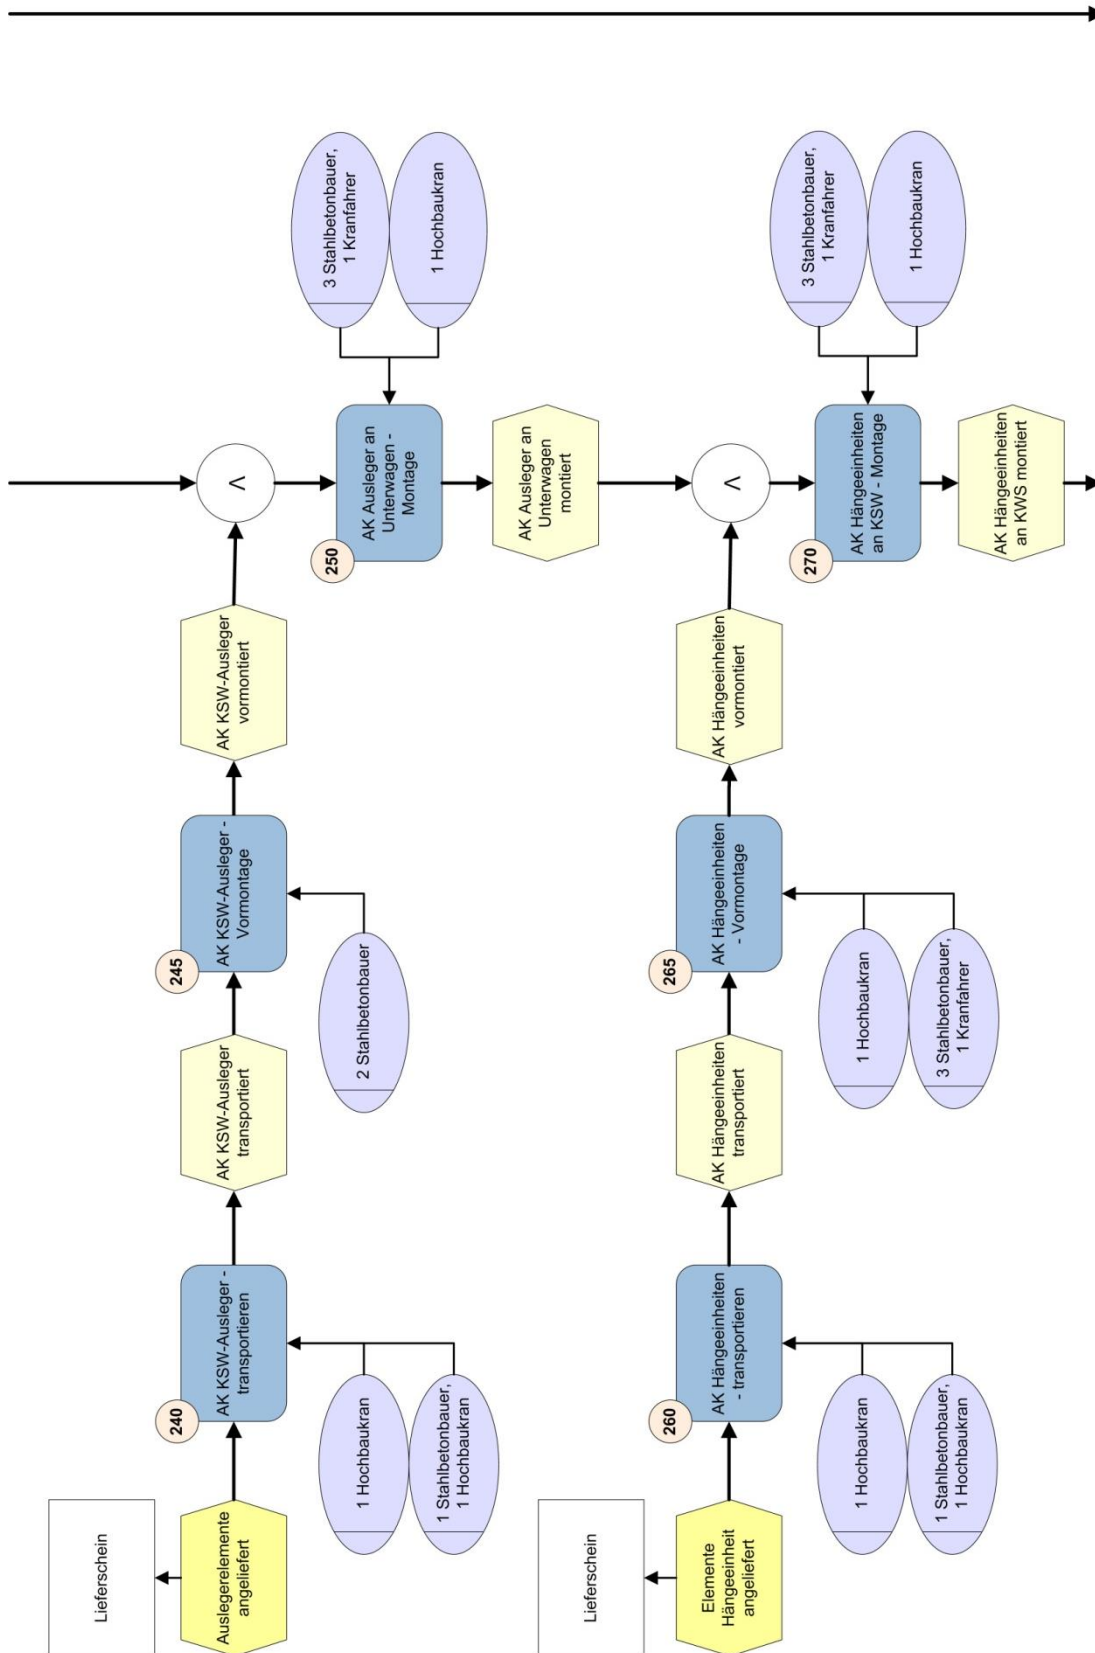 Lieferschein
Auslegerelemente
angeliefert
240
AK KSW-Ausleger -
transportieren
1 Hochbaukran
1 Stahlbetonbauer,
1 Hochbaukran
AK KSW-Ausleger
transportiert
245
AK KSW-Ausleger -
Vormontage
2 Stahlbetonbauer
AK KSW-Ausleger
vormontiert
V
250
AK Ausleger an
Unterwagen -
Montage
3 Stahlbetonbauer,
1 Kranfahrer
1 Hochbaukran
AK Ausleger an
Unterwagen
montiert
Lieferschein
Elemente
Hängeeinheit
angeliefert
260
AK Hängeeinheiten
- transportieren
1 Hochbaukran
1 Stahlbetonbauer,
1 Hochbaukran
AK Hängeeinheiten
transportiert
265
AK Hängeeinheiten
- Vormontage
1 Hochbaukran
3 Stahlbetonbauer,
1 Kranfahrer
AK Hängeeinheiten
vormontiert
V
270
AK Hängeeinheiten
an KSW - Montage
3 Stahlbetonbauer,
1 Kranfahrer
1 Hochbaukran
AK Hängeeinheiten
an KWS montiert